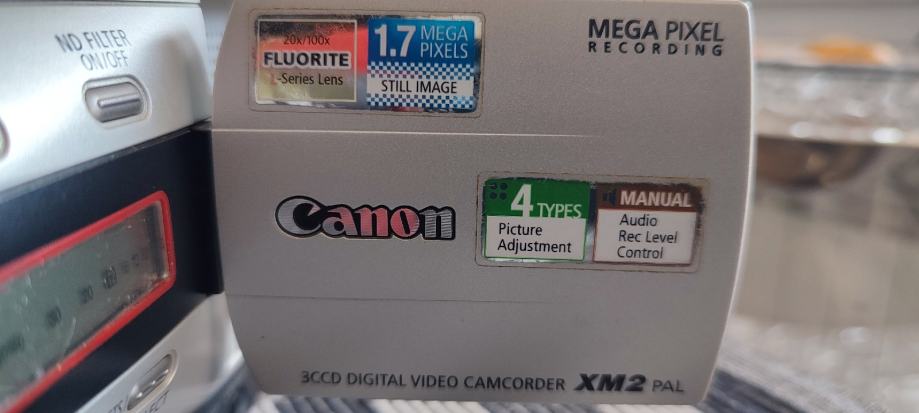 ND FILTER
ON/OFF
20x/100x
FLUORITE
L-Series Lens
1.7 MEGA
PIXELS
STILL IMAGE
MEGA PIXEL
RECORDING
Canon
4 TYPES
Picture
Adjustment
MANUAL
Audio
Rec Level
Control
3CCD DIGITAL VIDEO CAMCORDER XM2 PAL